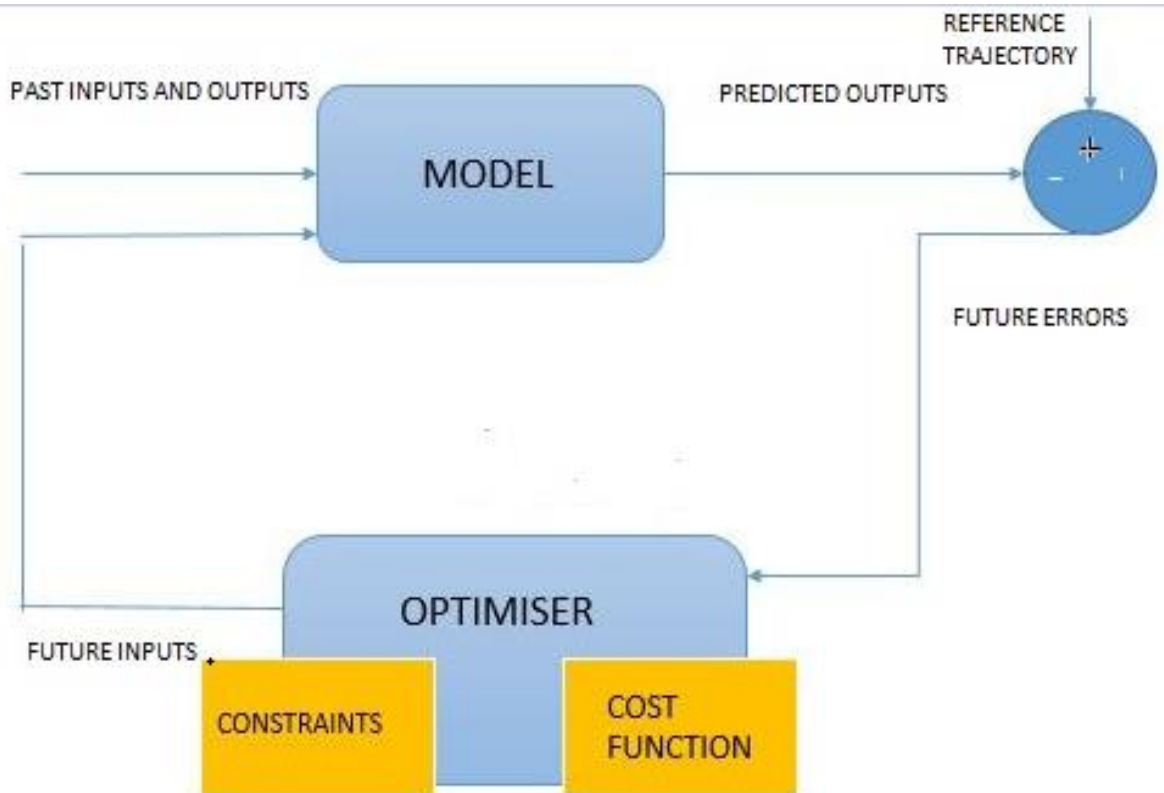 REFERENCE
TRAJECTORY
PAST INPUTS AND OUTPUTS
PREDICTED OUTPUTS
MODEL
+
−
FUTURE ERRORS
OPTIMISER
FUTURE INPUTS
CONSTRAINTS
COST
FUNCTION